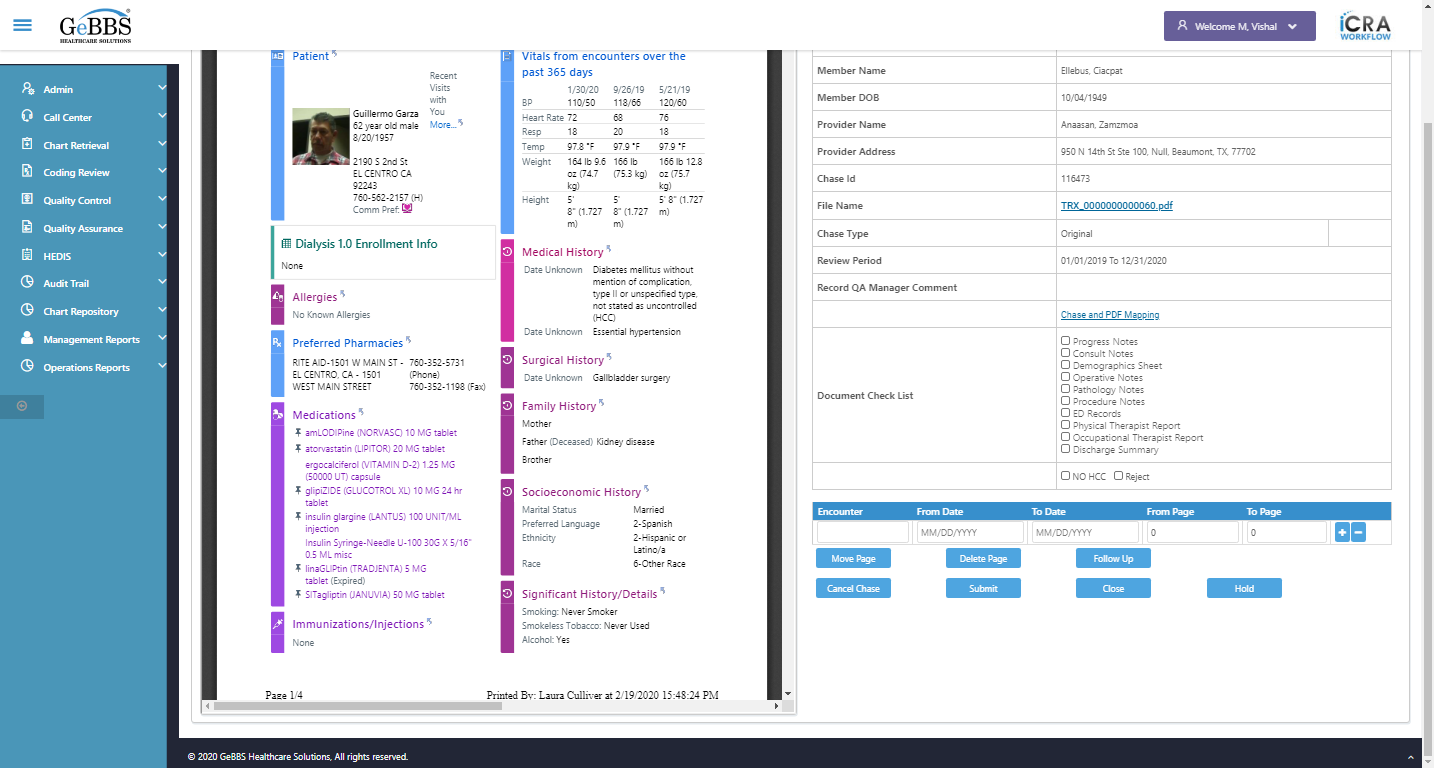 GeBBS
HEALTHCARE SOLUTIONS
Welcome M, Vishal
iCRA
WORKFLOW
Admin
Call Center
Chart Retrieval
Coding Review
Quality Control
Quality Assurance
HEDIS
Audit Trail
Chart Repository
Management Reports
Operations Reports
Patient
Recent
Visits
with
You
More...
Guillermo Garza
62 year old male
8/20/1957
2190 S 2nd St
EL CENTRO CA
92243
760-562-2157 (H)
Comm Pref:
Dialysis 1.0 Enrollment Info
None
Allergies
No Known Allergies
Preferred Pharmacies
RITE AID-1501 W MAIN ST - 760-352-5731
EL CENTRO, CA - 1501 (Phone)
WEST MAIN STREET 760-352-1198 (Fax)
Medications
amLODIPine (NORVASC) 10 MG tablet
atorvastatin (LIPITOR) 20 MG tablet
ergocalciferol (VITAMIN D-2) 1.25 MG
(50000 UT) capsule
glipiZIDE (GLUCOTROL XL) 10 MG 24 hr
tablet
insulin glargine (LANTUS) 100 UNIT/ML
injection
Insulin Syringe-Needle U-100 30G X 5/16"
0.5 ML misc
linaGLIPtin (TRADJENTA) 5 MG
tablet (Expired)
SITagliptin (JANUVIA) 50 MG tablet
Immunizations/Injections
None
Vitals from encounters over the
past 365 days
1/30/20 9/26/19 5/21/19
BP 110/50 118/66 120/60
Heart Rate 72 68 76
Resp 18 20 18
Temp 97.8 °F 97.9 °F 97.9 °F
Weight 164 lb 9.6 166 lb 166 lb 12.8
oz (74.7 (75.3 kg) oz (75.7
kg) kg)
Height 5' 5' 5' 8" (1.727
8" (1.727 8" (1.727 m)
m) m)
Medical History
Date Unknown Diabetes mellitus without
mention of complication,
type II or unspecified type,
not stated as uncontrolled
(HCC)
Date Unknown Essential hypertension
Surgical History
Date Unknown Gallbladder surgery
Family History
Mother
Father (Deceased) Kidney disease
Brother
Socioeconomic History
Marital Status Married
Preferred Language 2-Spanish
Ethnicity 2-Hispanic or
Latino/a
Race 6-Other Race
Significant History/Details
Smoking: Never Smoker
Smokeless Tobacco: Never Used
Alcohol: Yes
Page 1/4 Printed By: Laura Culliver at 2/19/2020 15:48:24 PM
Member Name Ellebus, Ciacpat
Member DOB 10/04/1949
Provider Name Anaasan, Zamzmoa
Provider Address 950 N 14th St Ste 100, Null, Beaumont, TX, 77702
Chase Id 116473
File Name TRX_0000000000060.pdf
Chase Type Original
Review Period 01/01/2019 To 12/31/2020
Record QA Manager Comment
Chase and PDF Mapping
Document Check List
Progress Notes
Consult Notes
Demographics Sheet
Operative Notes
Pathology Notes
Procedure Notes
ED Records
Physical Therapist Report
Occupational Therapist Report
Discharge Summary
NO HCC Reject
Encounter From Date To Date From Page To Page
MM/DD/YYYY MM/DD/YYYY 0 0
Move Page Delete Page Follow Up
Cancel Chase Submit Close Hold
© 2020 GeBBS Healthcare Solutions, All rights reserved.